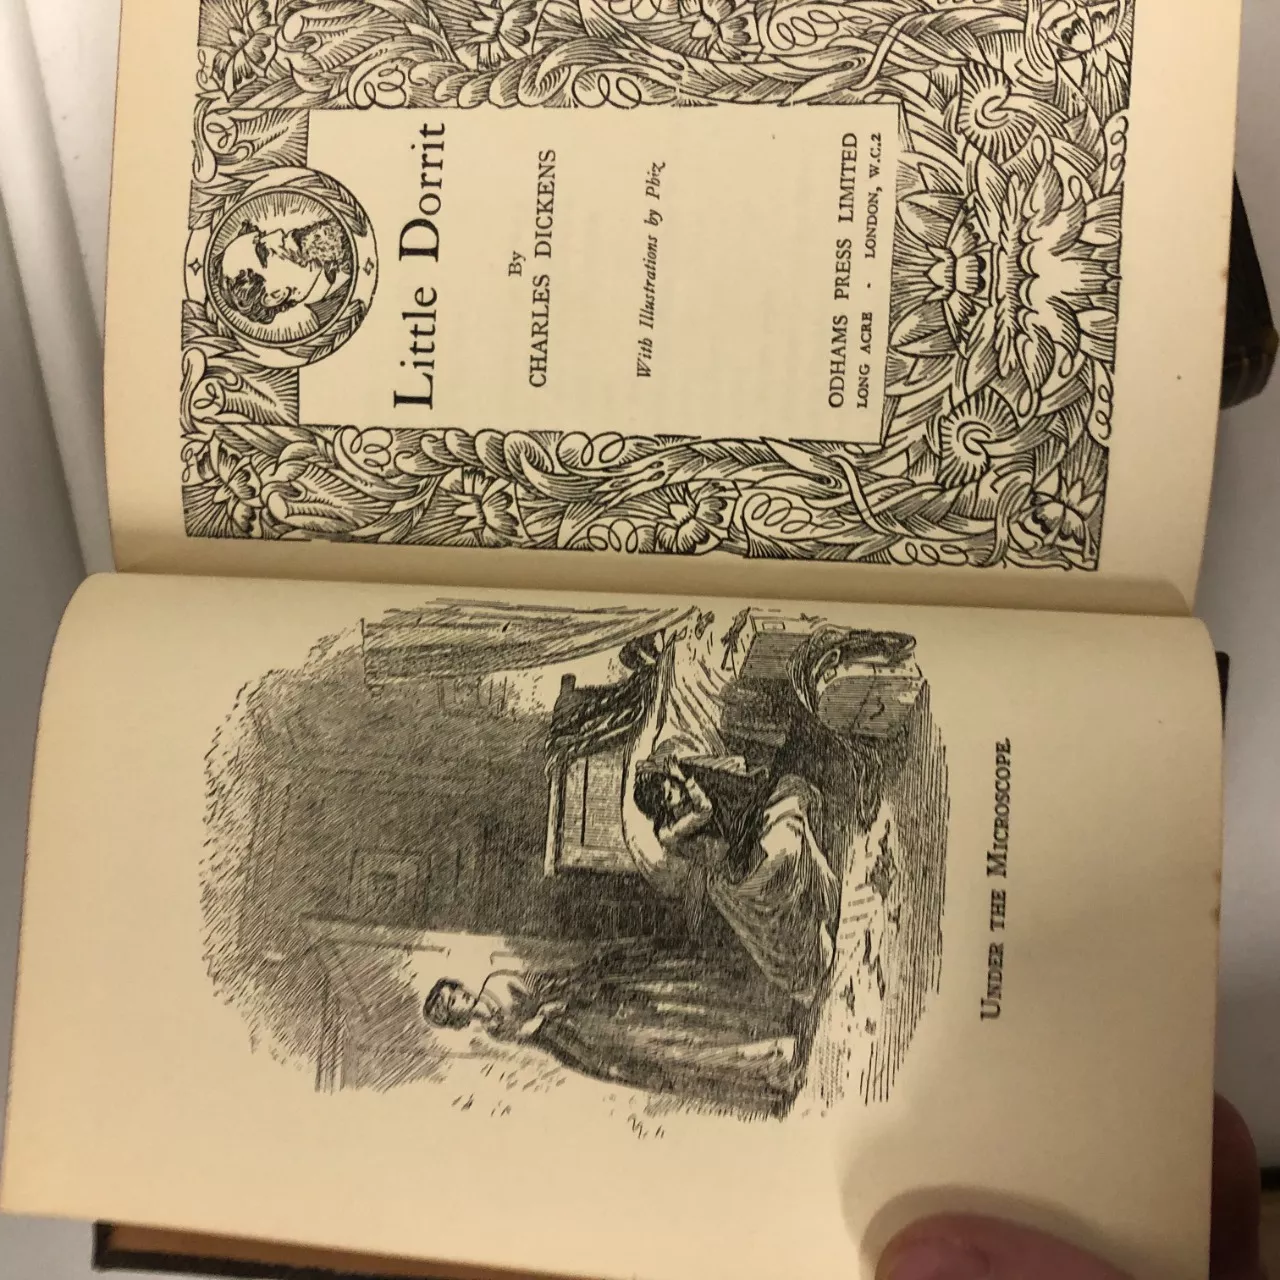 UNDER THE MICROSCOPE.
Little Dorrit
By
CHARLES DICKENS
With Illustrations by Phiz
ODHAMS PRESS LIMITED
LONG ACRE - LONDON, W.C.2